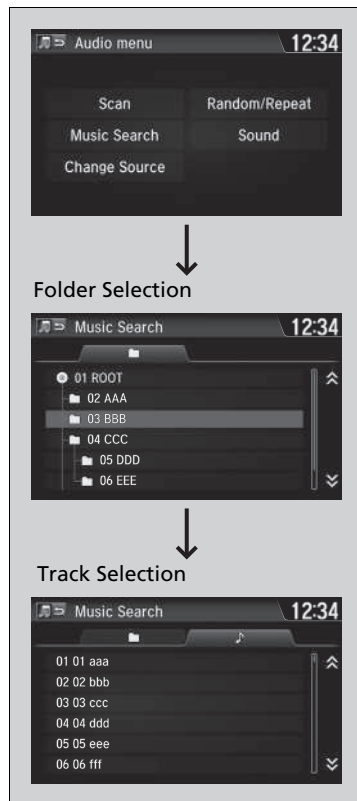 Audio menu 12:34
Scan Random/Repeat
Music Search Sound
Change Source
Folder Selection
Music Search 12:34
01 ROOT
02 AAA
03 BBB
04 CCC
05 DDD
06 EEE
Track Selection
Music Search 12:34
01 01 aaa
02 02 bbb
03 03 ccc
04 04 ddd
05 05 eee
06 06 fff